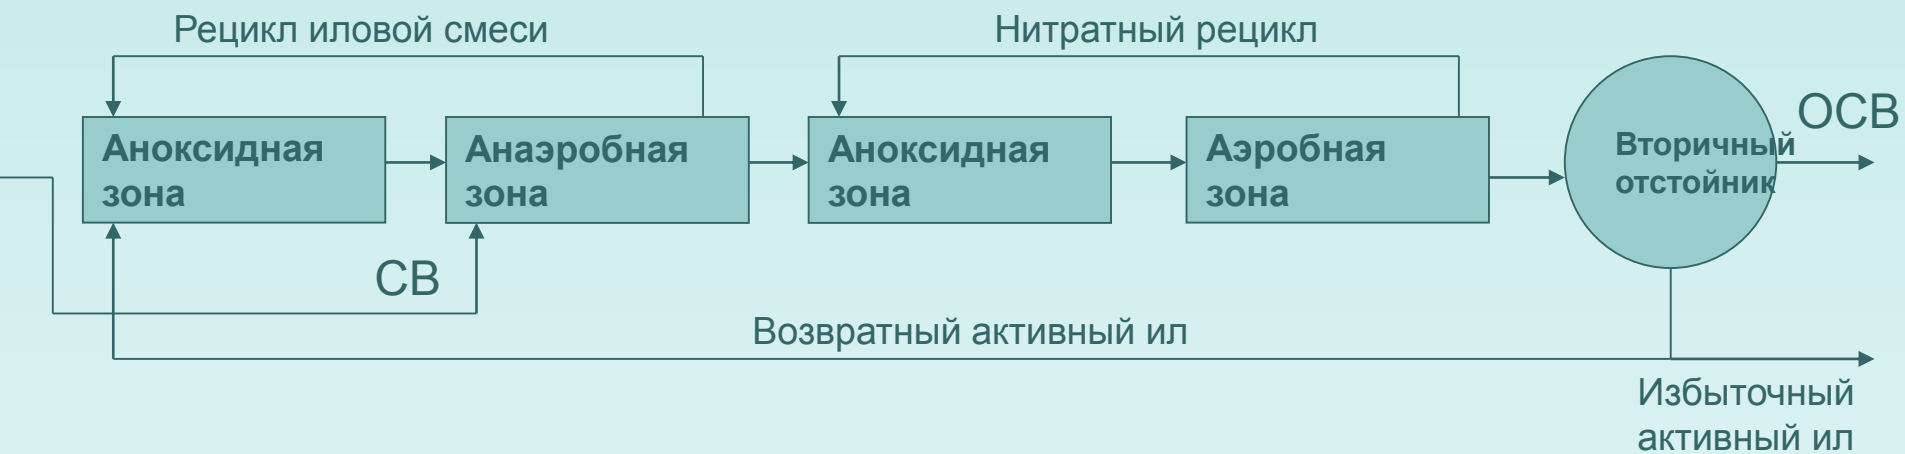 Рецикл иловой смеси
Нитратный рецикл
Аноксидная
зона
Анаэробная
зона
Аноксидная
зона
Аэробная
зона
Вторичный
отстойник
ОСВ
СВ
Возвратный активный ил
Избыточный
активный ил